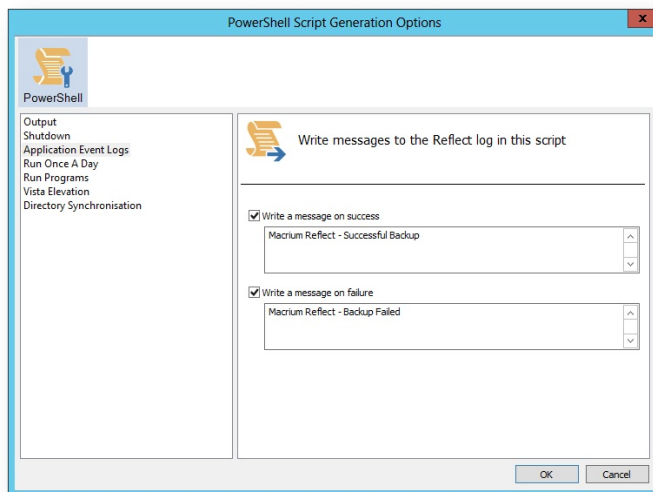 PowerShell Script Generation Options
x
PowerShell
Output
Shutdown
Application Event Logs
Run Once A Day
Run Programs
Vista Elevation
Directory Synchronisation
Write messages to the Reflect log in this script
Write a message on success
Macrium Reflect - Successful Backup
Write a message on failure
Macrium Reflect - Backup Failed
OK
Cancel